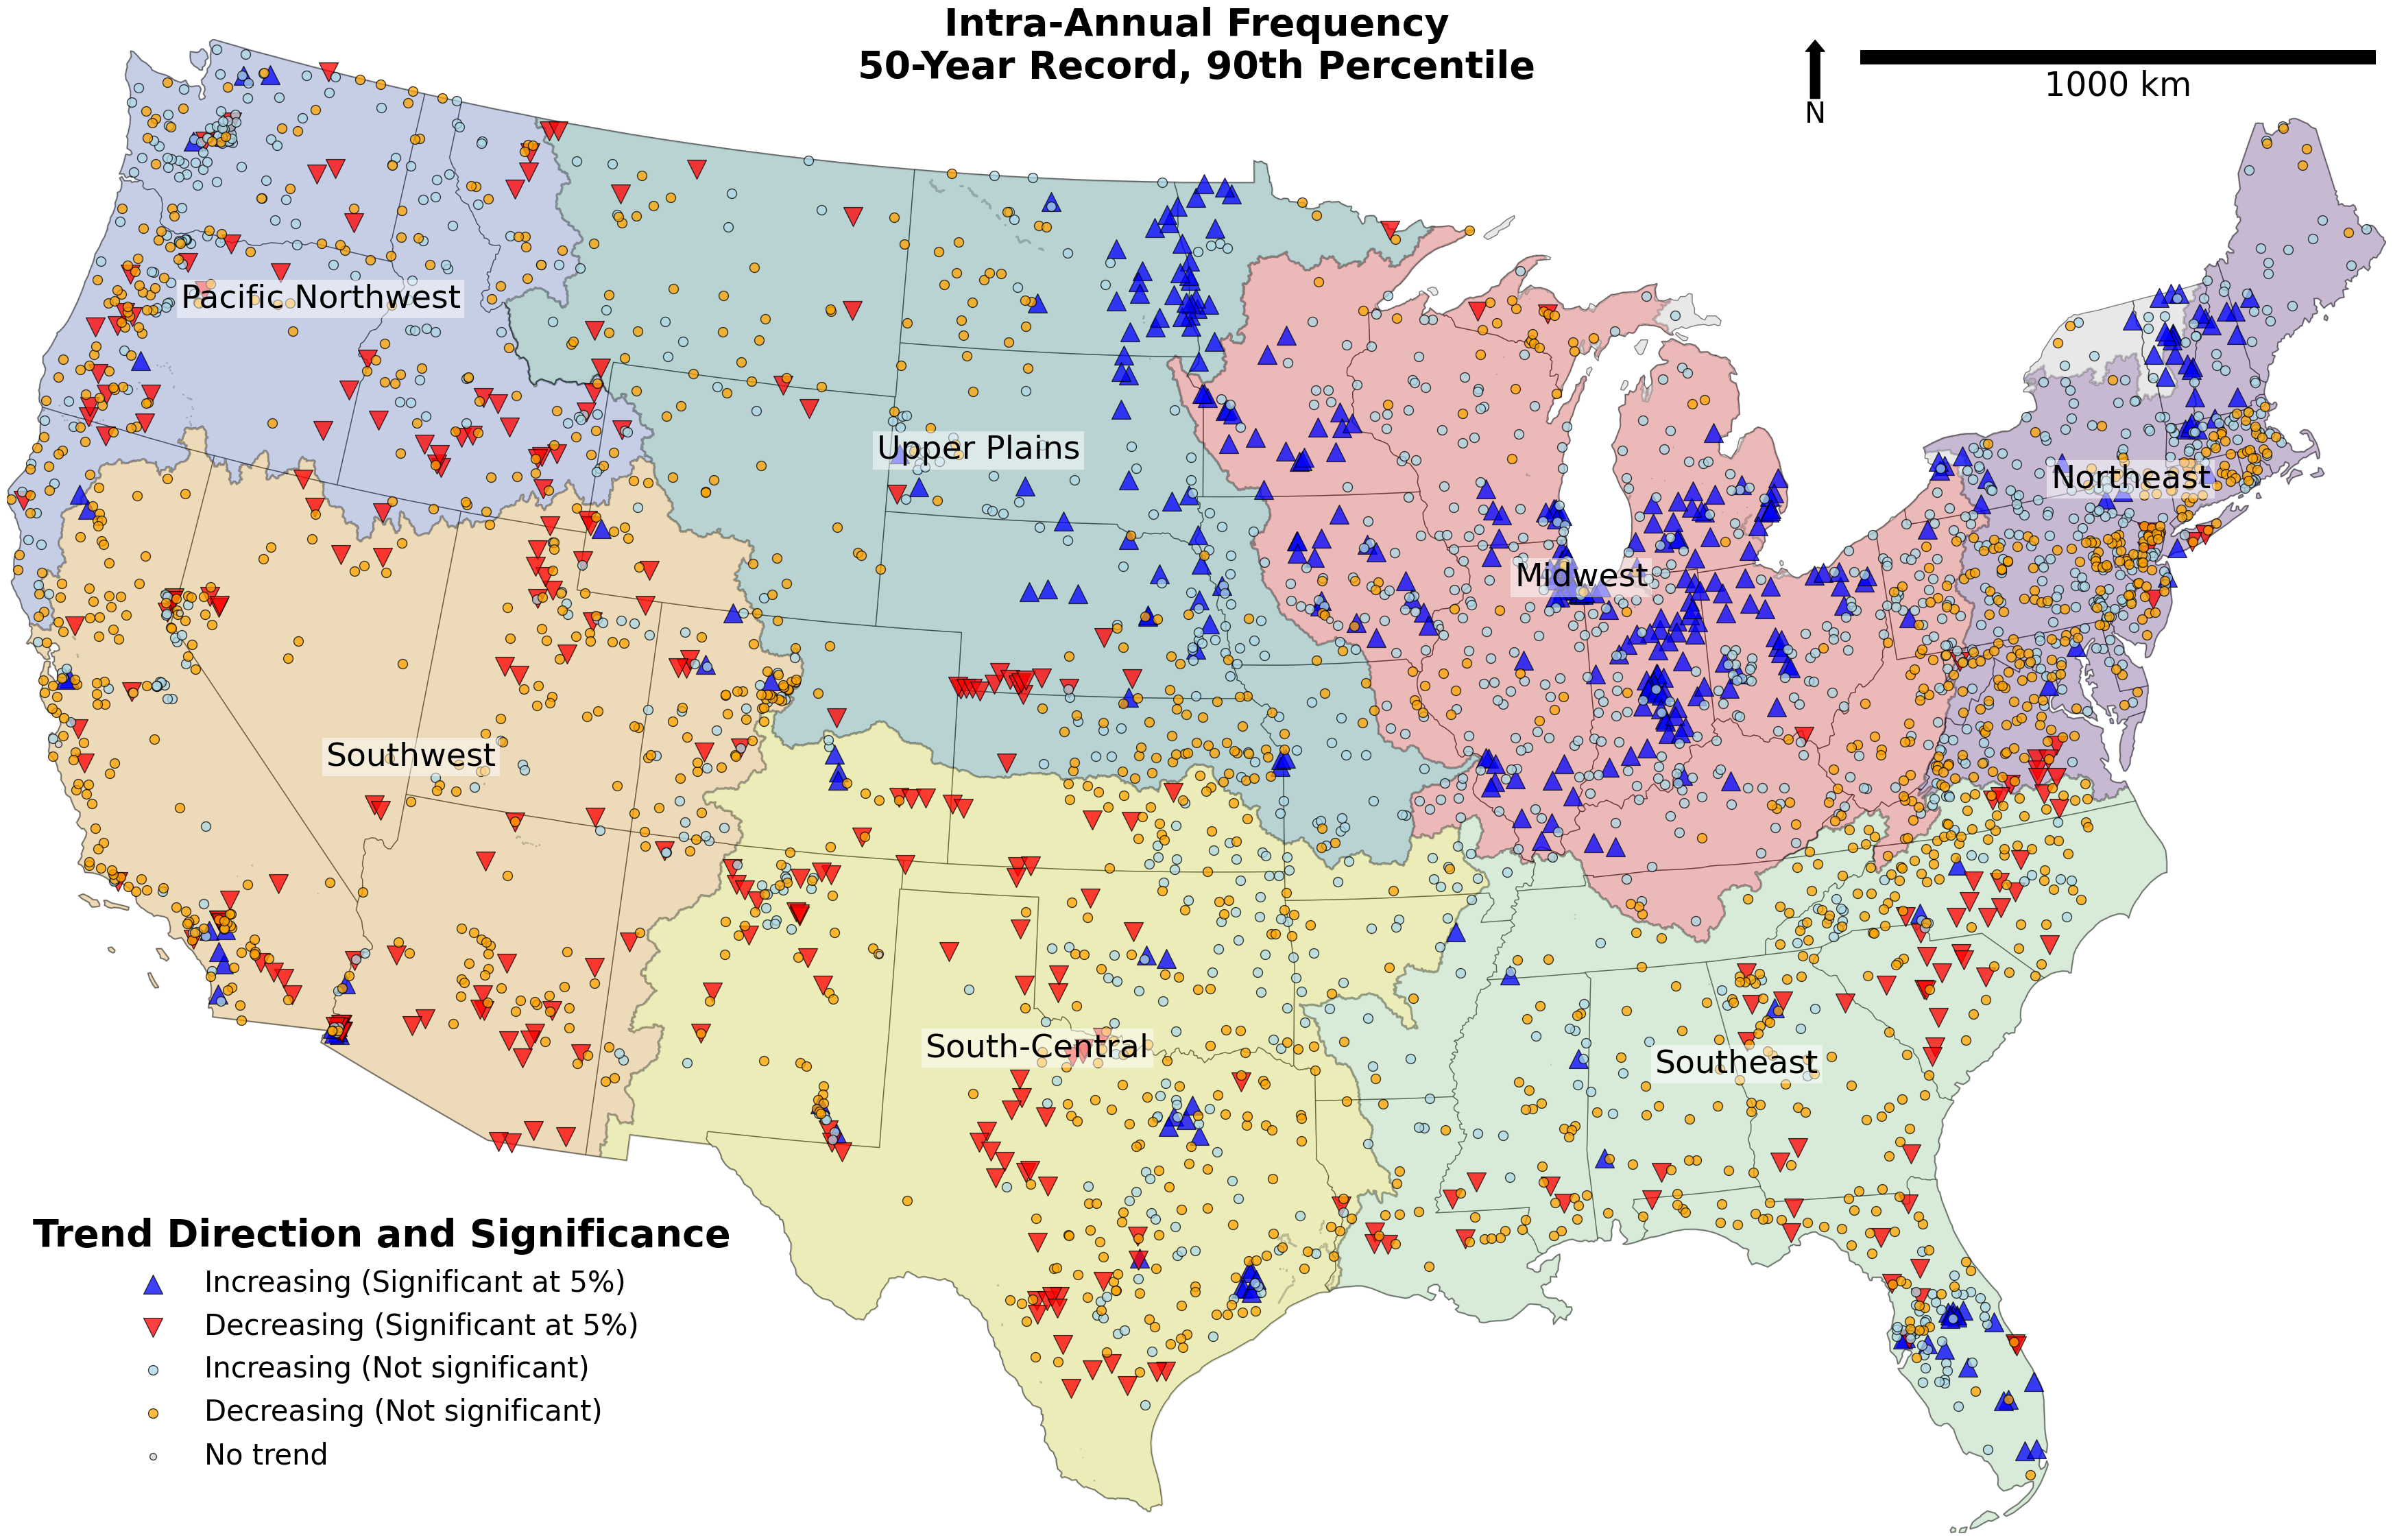 Intra-Annual Frequency
50-Year Record, 90th Percentile
1000 km
N
Pacific Northwest
Upper Plains
Northeast
Midwest
Southwest
South-Central
Southeast
Trend Direction and Significance
Increasing (Significant at 5%)
Decreasing (Significant at 5%)
Increasing (Not significant)
Decreasing (Not significant)
No trend